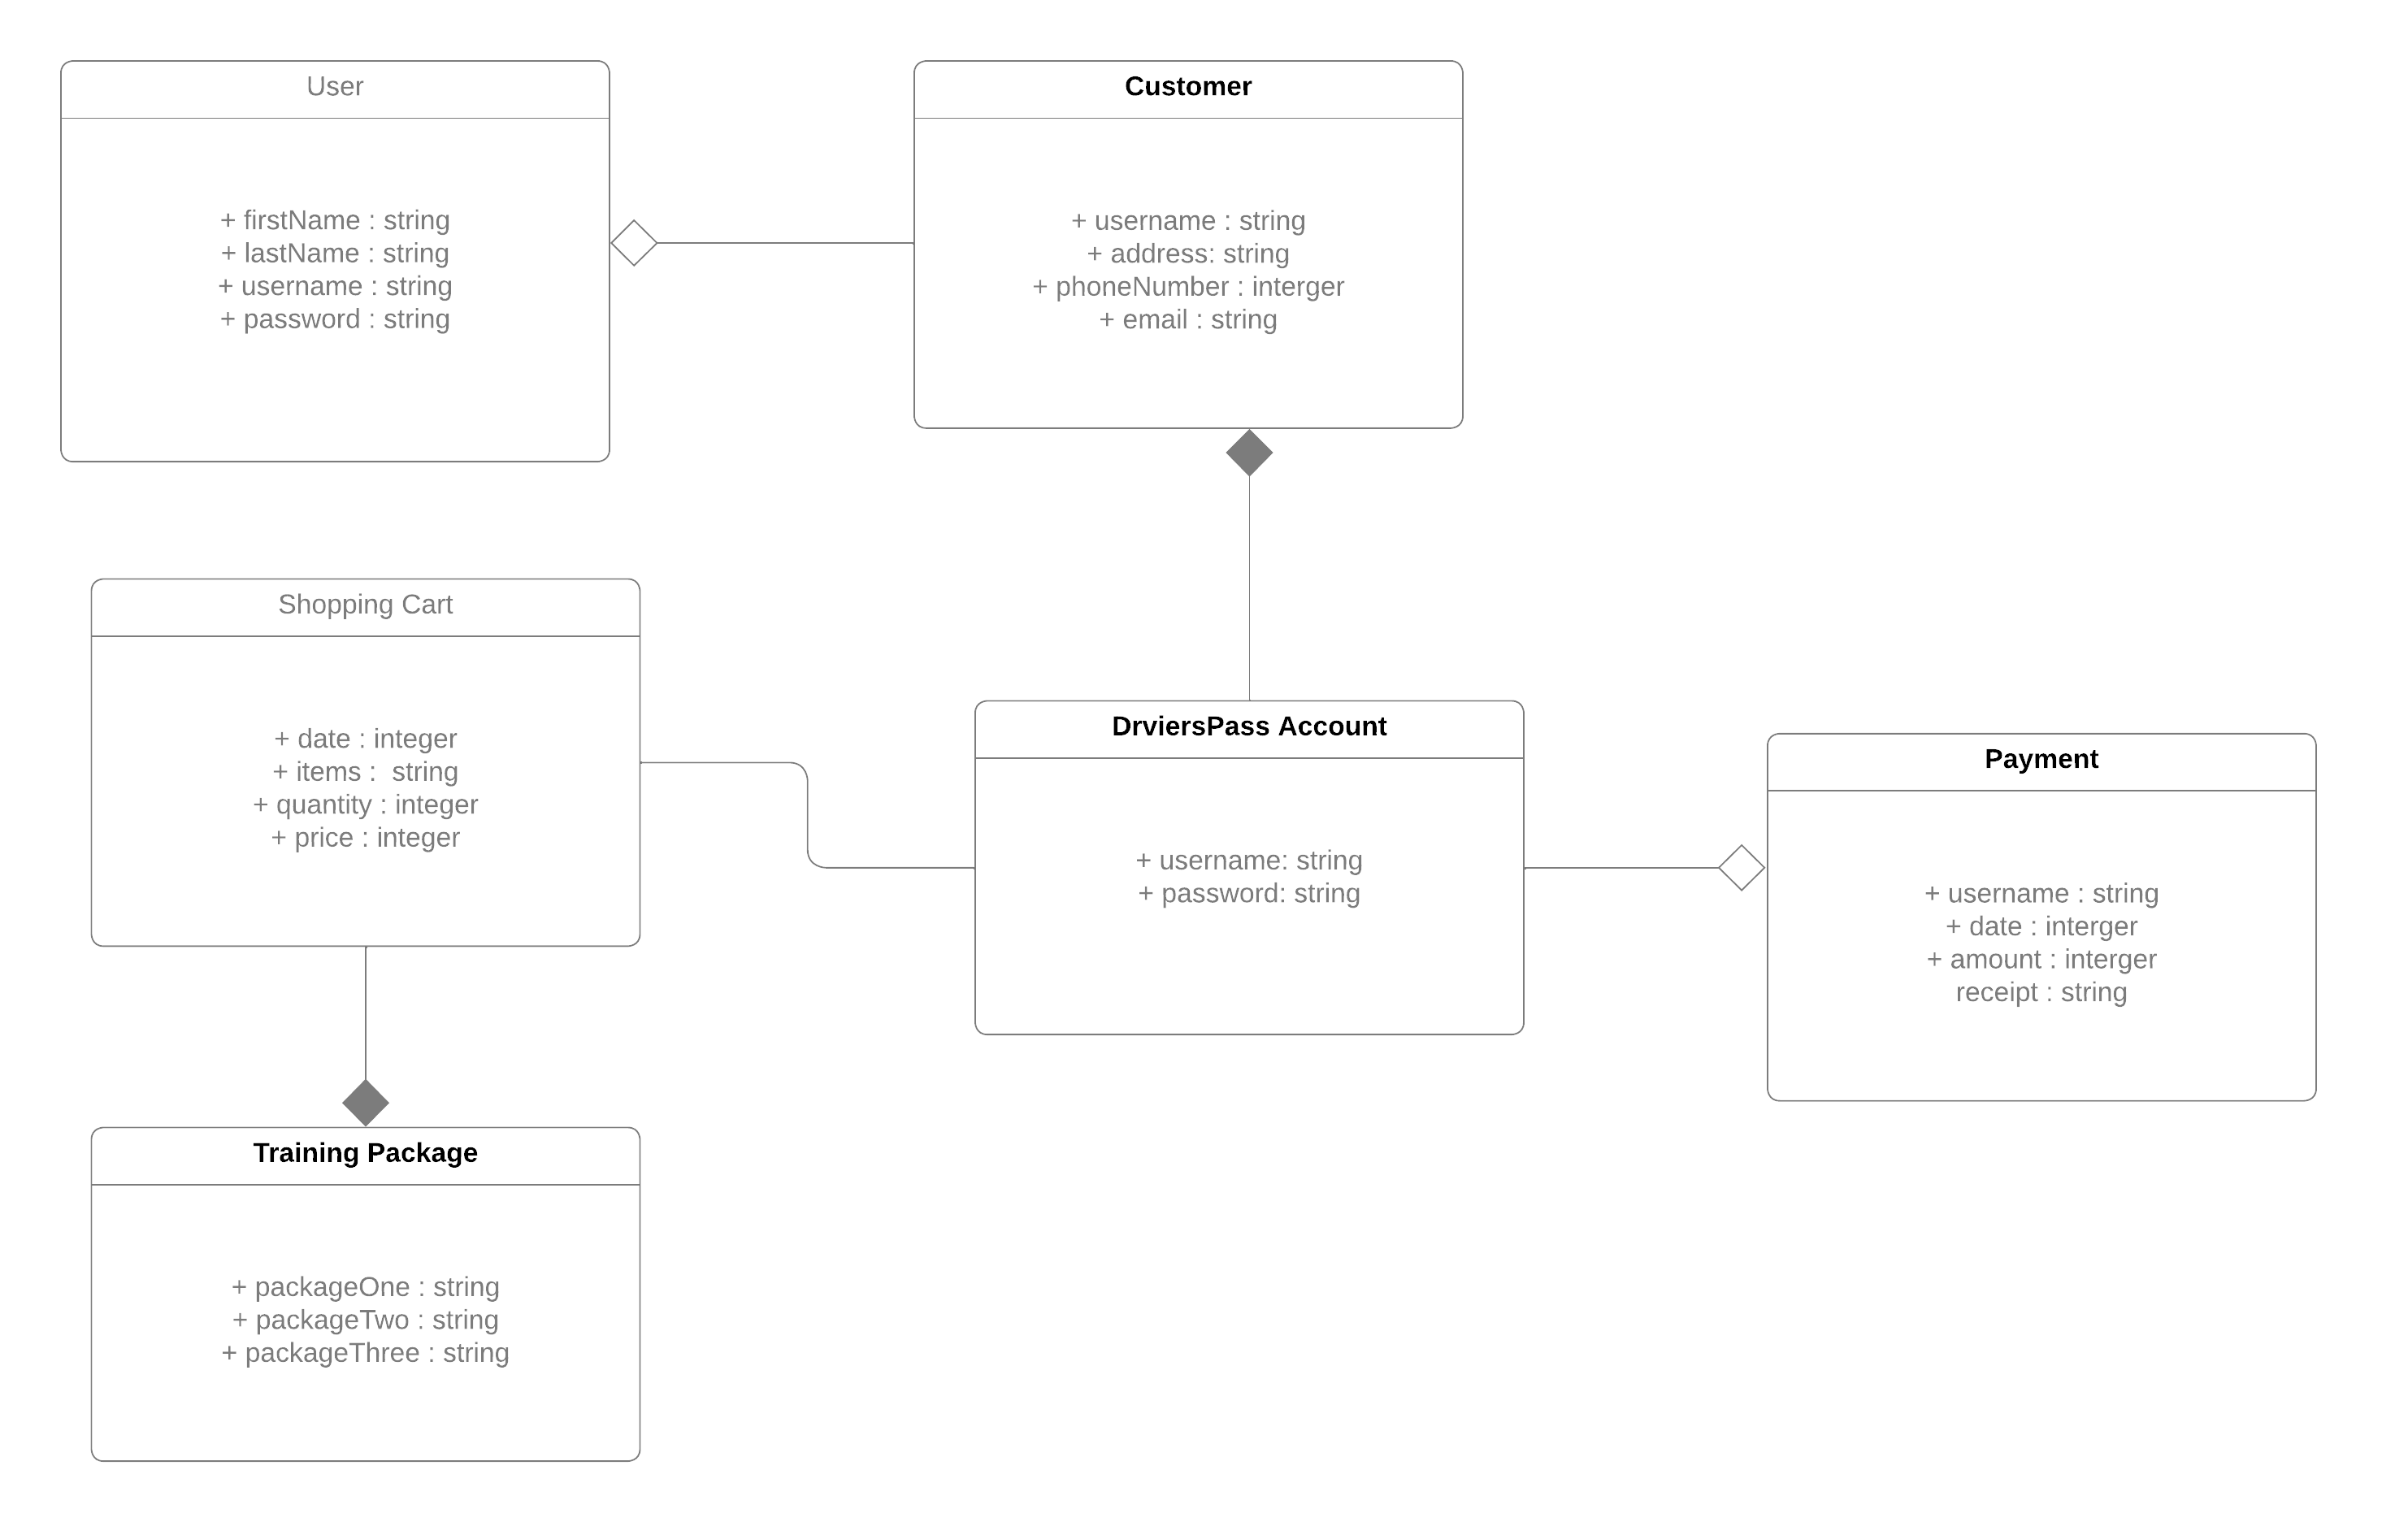 User
+ firstName : string
+ lastName : string
+ username : string
+ password : string
Customer
+ username : string
+ address: string
+ phoneNumber : interger
+ email : string
Shopping Cart
+ date : integer
+ items :  string
+ quantity : integer
+ price : integer
DrviersPass Account
+ username: string
+ password: string
Payment
+ username : string
+ date : interger
+ amount : interger
receipt : string
Training Package
+ packageOne : string
+ packageTwo : string
+ packageThree : string